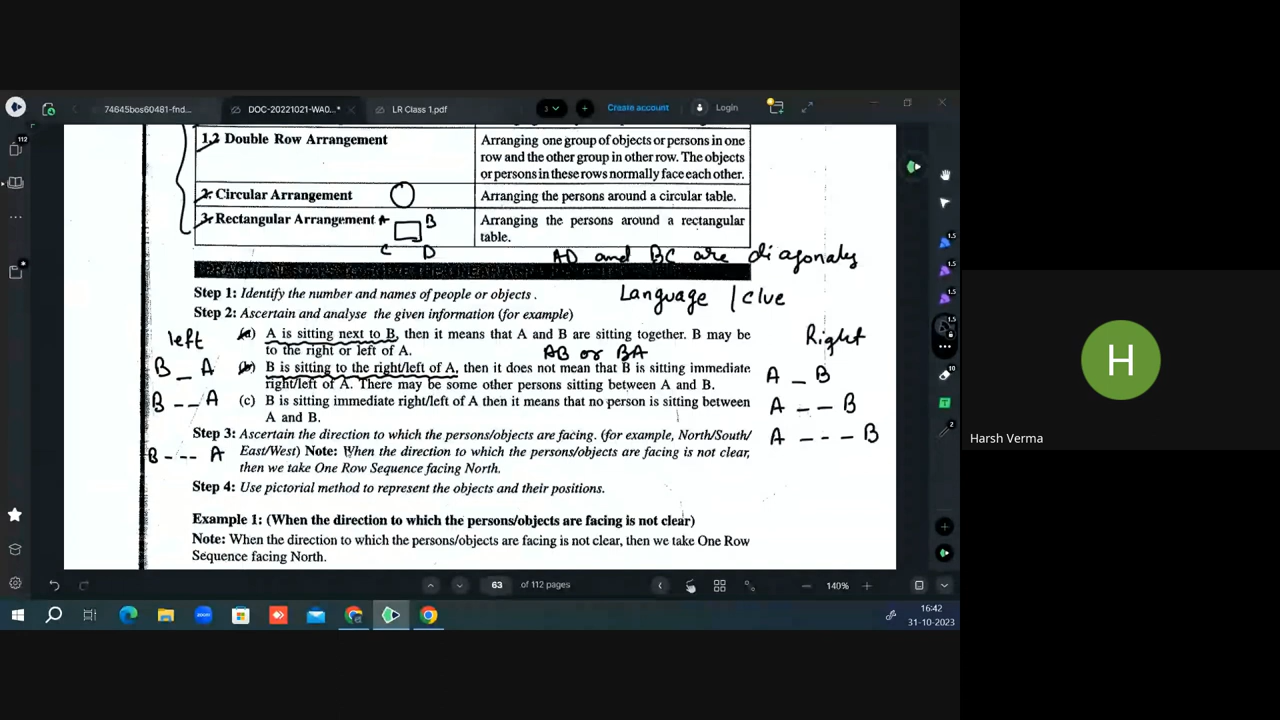 74645bos60481-fnd...
DOC-20221021-WA0...*
LR Class 1.pdf
3
Create account
Login
112
1,2 Double Row Arrangement
Arranging one group of objects or persons in one
row and the other group in other row. The objects
or persons in these rows normally face each other.
2. Circular Arrangement
Arranging the persons around a circular table.
3. Rectangular Arrangement
A
B
C
D
Arranging the persons around a rectangular
table.
AD and BC are diagonals
Step 1: Identify the number and names of people or objects .
Language / clue
Step 2: Ascertain and analyse the given information (for example)
(a) A is sitting next to B, then it means that A and B are sitting together. B may be
to the right or left of A.
AB or BA
(b) B is sitting to the right/left of A, then it does not mean that B is sitting immediate
right/left of A. There may be some other persons sitting between A and B.
(c) B is sitting immediate right/left of A then it means that no person is sitting between
A and B.
left
B _ A
B _ _ A
B _ _ _ A
Right
A _ B
A _ _ B
A _ _ _ B
Step 3: Ascertain the direction to which the persons/objects are facing. (for example, North/South/
East/West) Note: When the direction to which the persons/objects are facing is not clear,
then we take One Row Sequence facing North.
Step 4: Use pictorial method to represent the objects and their positions.
Example 1: (When the direction to which the persons/objects are facing is not clear)
Note: When the direction to which the persons/objects are facing is not clear, then we take One Row
Sequence facing North.
1.5
1.5
1.5
1.5
10
2
63 of 112 pages
140%
16:42
31-10-2023
zoom
H
Harsh Verma